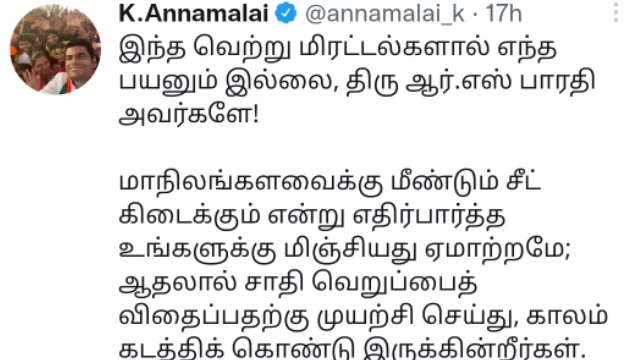 K.Annamalai @annamalai_k · 17h
இந்த வெற்று மிரட்டல்களால் எந்த
பயனும் இல்லை, திரு ஆர்.எஸ் பாரதி
அவர்களே!
மாநிலங்களவைக்கு மீண்டும் சீட்
கிடைக்கும் என்று எதிர்பார்த்த
உங்களுக்கு மிஞ்சியது ஏமாற்றமே;
ஆதலால் சாதி வெறுப்பைத்
விதைப்பதற்கு முயற்சி செய்து, காலம்
கடத்திக் கொண்டு இருக்கின்றீர்கள்.